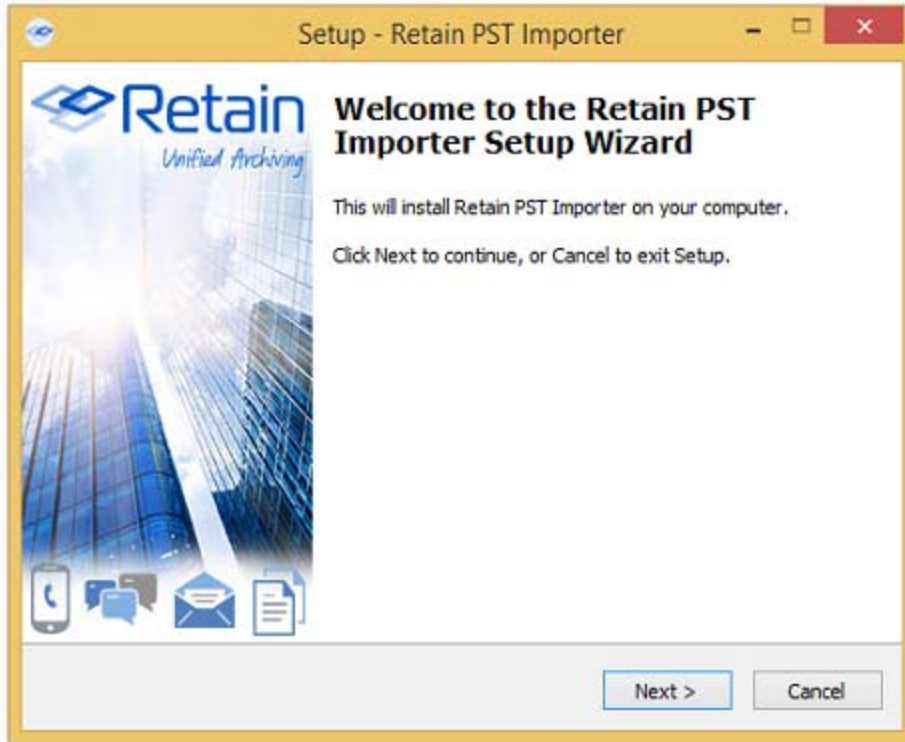 Setup - Retain PST Importer
Retain
Unified Archiving
Welcome to the Retain PST
Importer Setup Wizard
This will install Retain PST Importer on your computer.
Click Next to continue, or Cancel to exit Setup.
Next >
Cancel